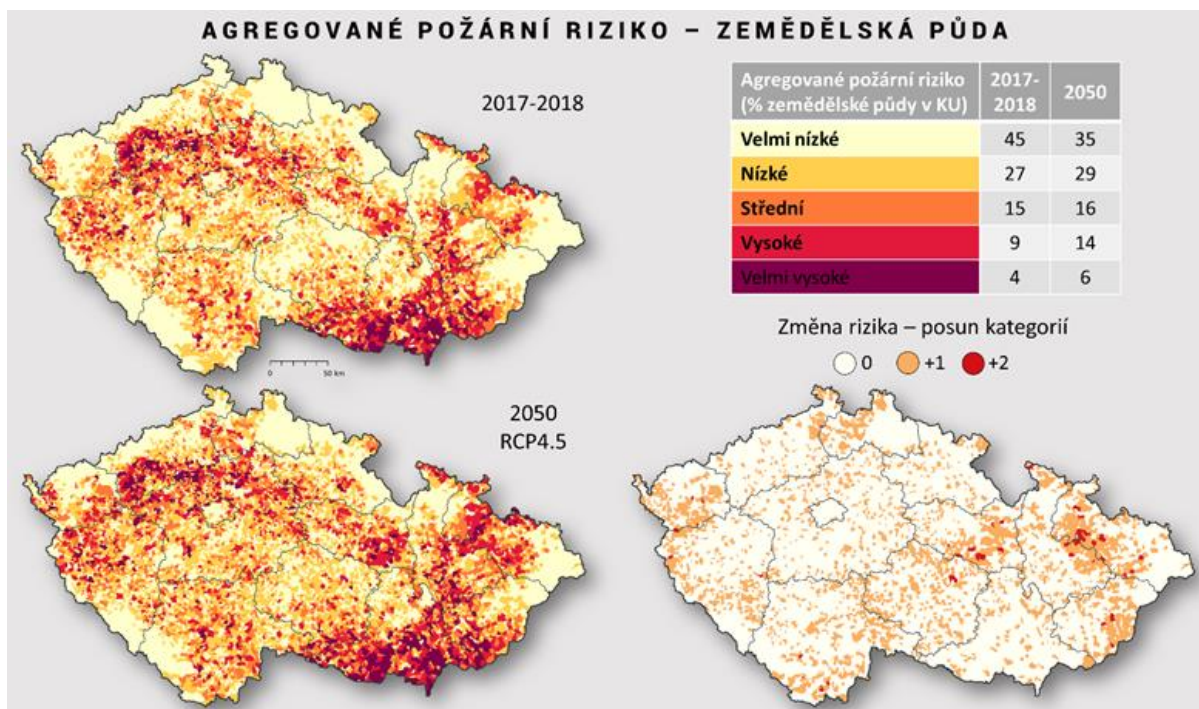 AGREGOVANÉ POŽÁRNÍ RIZIKO – ZEMĚDĚLSKÁ PŮDA
2017-2018
Agregované požární riziko
(% zemědělské půdy v KU)
2017-
2018
2050
Velmi nízké 45 35
Nízké 27 29
Střední 15 16
Vysoké 9 14
Velmi vysoké 4 6
Změna rizika – posun kategorií
0 +1 +2
0 50 km
2050
RCP4.5